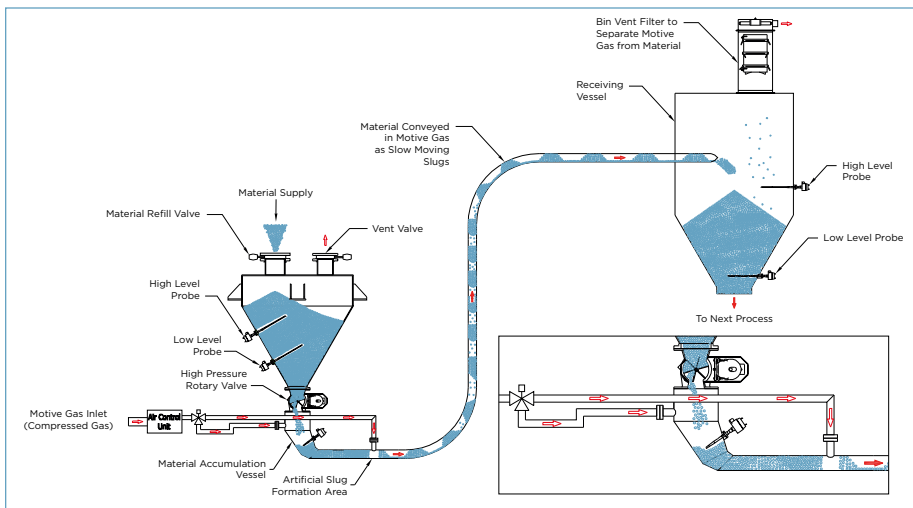 Bin Vent Filter to
Separate Motive
Gas from Material
Receiving
Vessel
Material Conveyed
in Motive Gas
as Slow Moving
Slugs
High Level
Probe
Material Supply
Material Refill Valve
Vent Valve
Low Level Probe
High Level
Probe
To Next Process
Low Level
Probe
High Pressure
Rotary Valve
Motive Gas Inlet
(Compressed Gas)
Air Control
Unit
Material Accumulation
Vessel
Artificial Slug
Formation Area